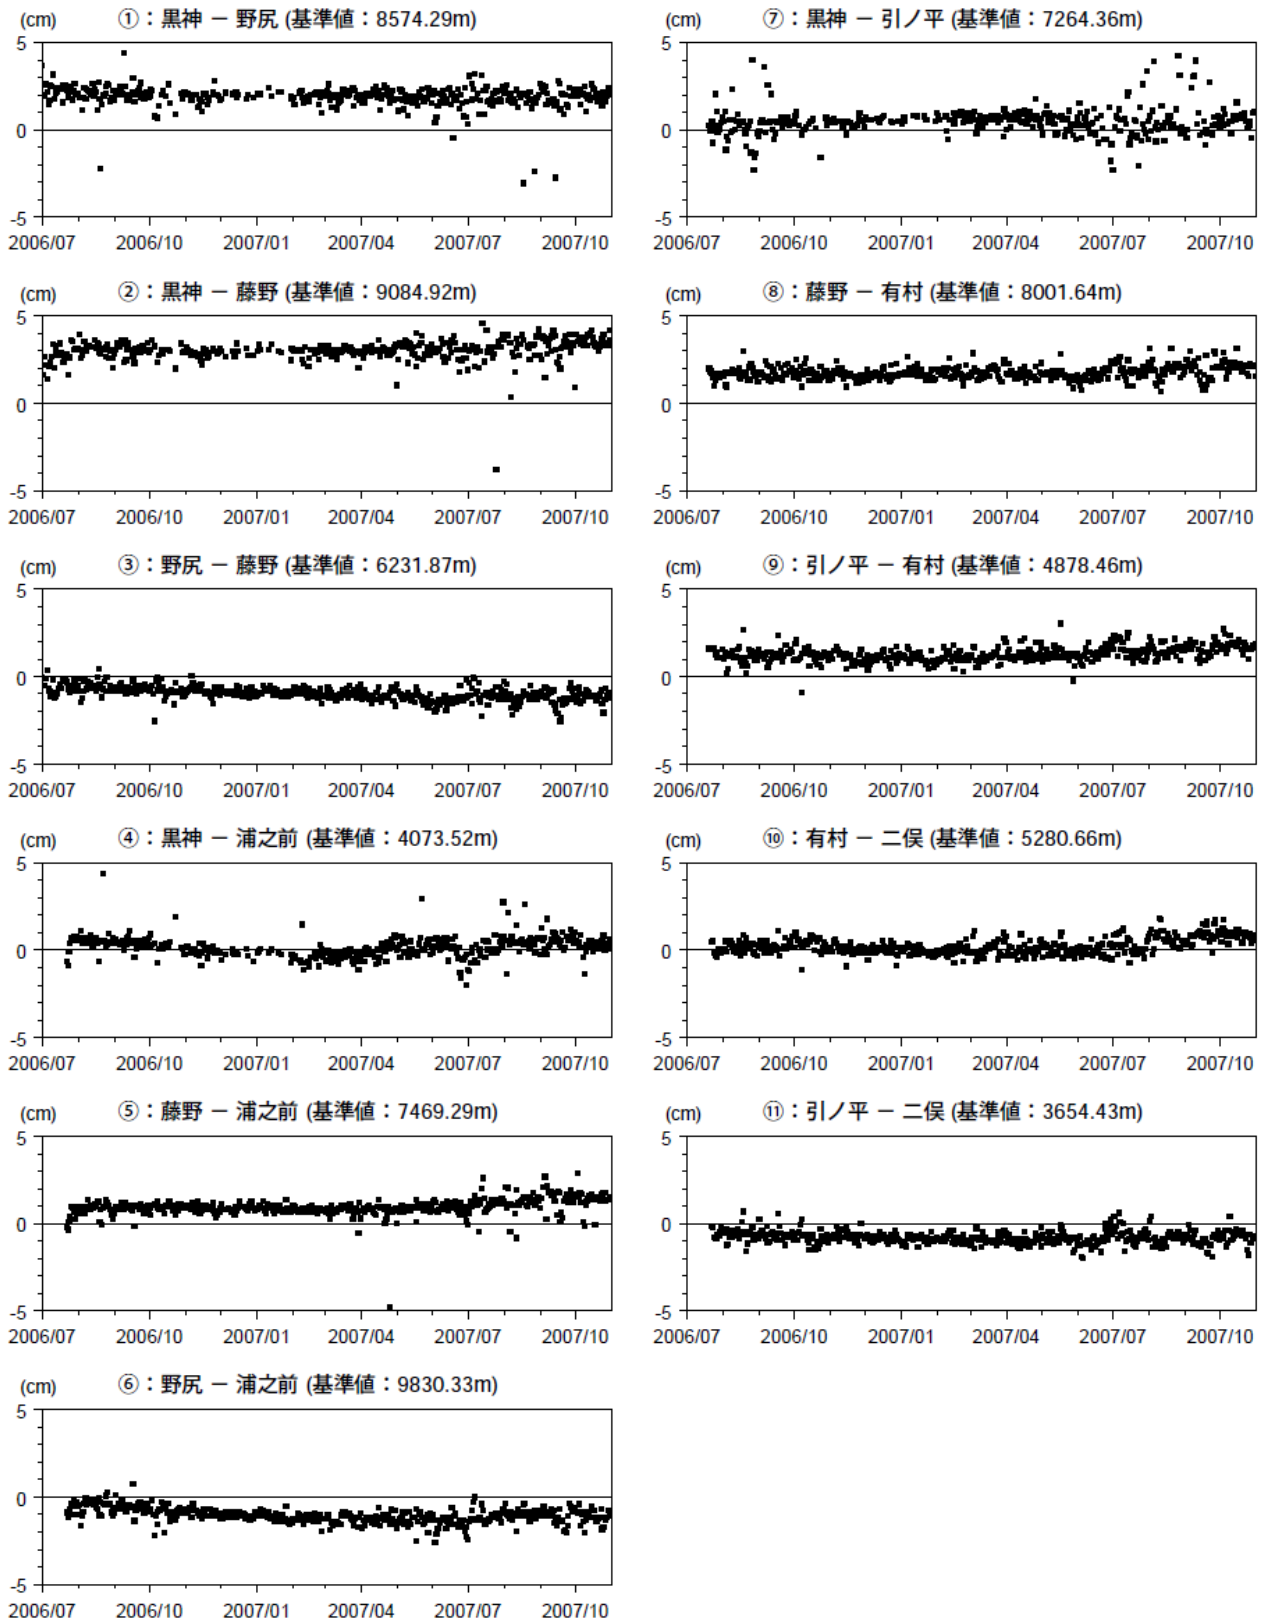 (cm) ①：黒神 － 野尻 (基準値：8574.29m)
5
0
-5
2006/07 2006/10 2007/01 2007/04 2007/07 2007/10
(cm) ②：黒神 － 藤野 (基準値：9084.92m)
5
0
-5
2006/07 2006/10 2007/01 2007/04 2007/07 2007/10
(cm) ③：野尻 － 藤野 (基準値：6231.87m)
5
0
-5
2006/07 2006/10 2007/01 2007/04 2007/07 2007/10
(cm) ④：黒神 － 浦之前 (基準値：4073.52m)
5
0
-5
2006/07 2006/10 2007/01 2007/04 2007/07 2007/10
(cm) ⑤：藤野 － 浦之前 (基準値：7469.29m)
5
0
-5
2006/07 2006/10 2007/01 2007/04 2007/07 2007/10
(cm) ⑥：野尻 － 浦之前 (基準値：9830.33m)
5
0
-5
2006/07 2006/10 2007/01 2007/04 2007/07 2007/10
(cm) ⑦：黒神 － 引ノ平 (基準値：7264.36m)
5
0
-5
2006/07 2006/10 2007/01 2007/04 2007/07 2007/10
(cm) ⑧：藤野 － 有村 (基準値：8001.64m)
5
0
-5
2006/07 2006/10 2007/01 2007/04 2007/07 2007/10
(cm) ⑨：引ノ平 － 有村 (基準値：4878.46m)
5
0
-5
2006/07 2006/10 2007/01 2007/04 2007/07 2007/10
(cm) ⑩：有村 － 二俣 (基準値：5280.66m)
5
0
-5
2006/07 2006/10 2007/01 2007/04 2007/07 2007/10
(cm) ⑪：引ノ平 － 二俣 (基準値：3654.43m)
5
0
-5
2006/07 2006/10 2007/01 2007/04 2007/07 2007/10